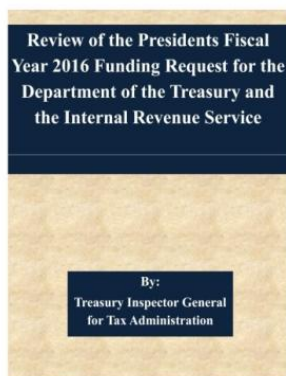 Review of the Presidents Fiscal
Year 2016 Funding Request for the
Department of the Treasury and
the Internal Revenue Service
By:
Treasury Inspector General
for Tax Administration